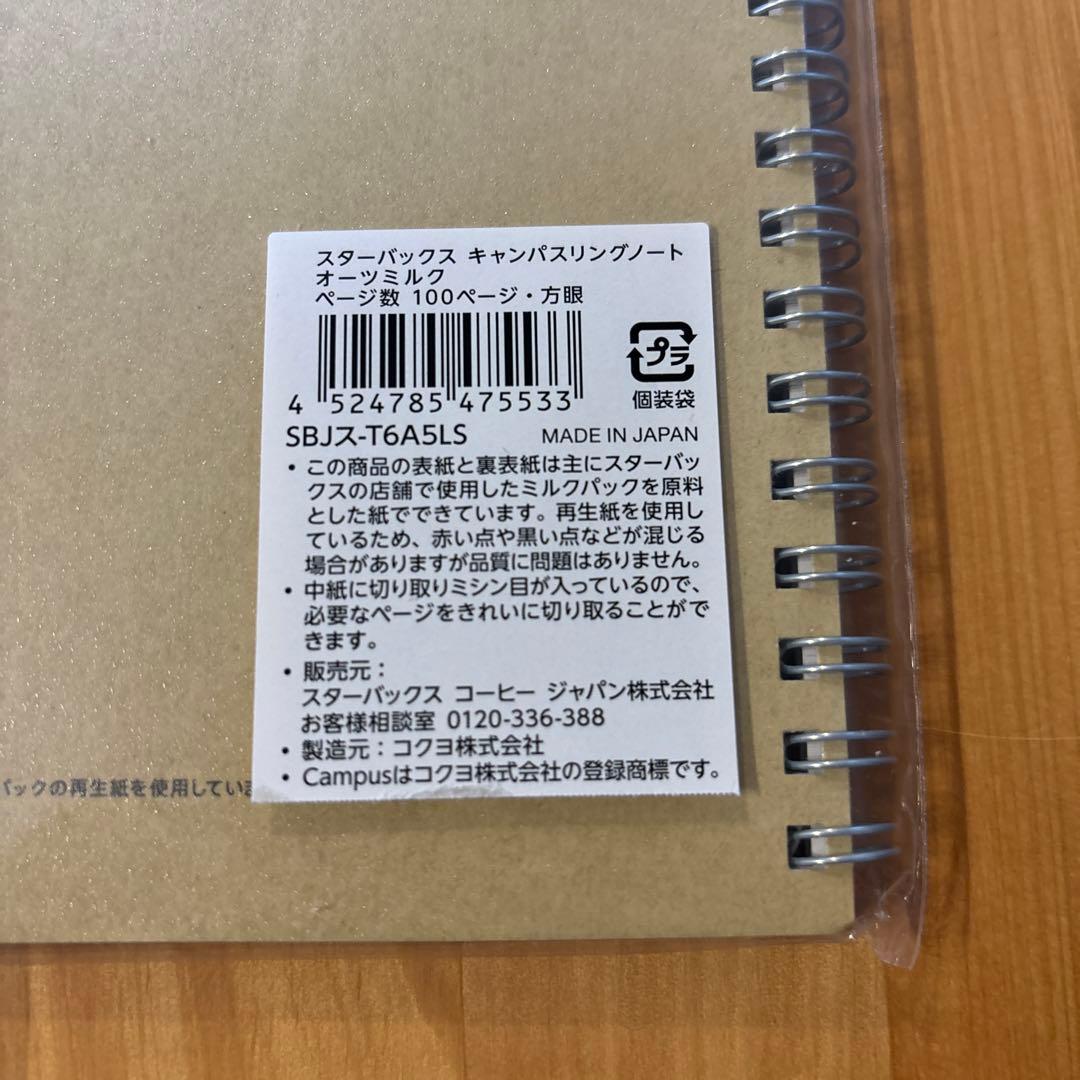 スターバックス キャンパスリングノート
オーツミルク
ページ数 100ページ・方眼
プラ
個装袋
4 524785 475533
SBJス-T6A5LS MADE IN JAPAN
・この商品の表紙と裏表紙は主にスターバッ
クスの店舗で使用したミルクパックを原料
とした紙でできています。再生紙を使用し
ているため、赤い点や黒い点などが混じる
場合がありますが品質に問題はありません。
・中紙に切り取りミシン目が入っているので、
必要なページをきれいに切り取ることがで
きます。
・販売元：
スターバックス コーヒー ジャパン株式会社
お客様相談室 0120-336-388
・製造元：コクヨ株式会社
・Campusはコクヨ株式会社の登録商標です。
パックの再生紙を使用していま